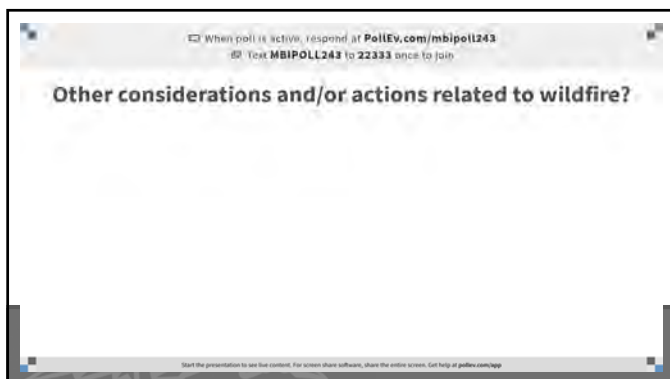 When poll is active, respond at PollEv.com/mbipoll243
Text MBIPOLL243 to 22333 once to join
Other considerations and/or actions related to wildfire?
Start the presentation to see live content. For screen share software, share the entire screen. Get help at pollev.com/app